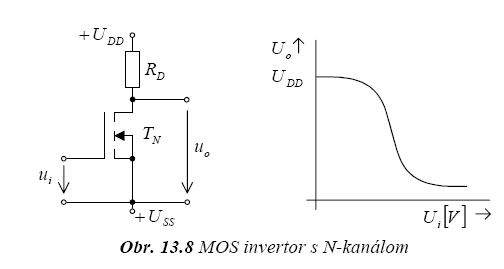 +U_DD
R_D
T_N
u_i
u_o
+U_SS
U_o↑
U_DD
U_i[V] →
Obr. 13.8 MOS invertor s N-kanálom